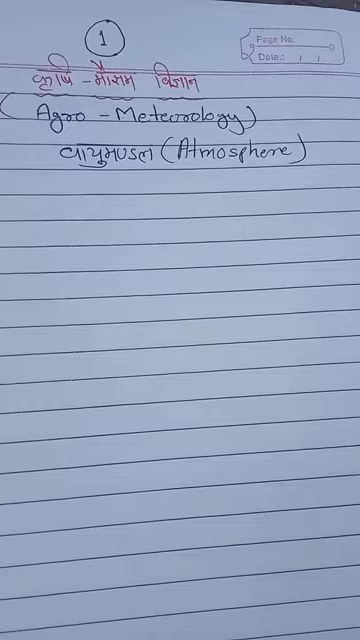 1
Page No.
Date: / /
कृषि - मौसम विज्ञान
(Agro - Meteorology)
वायुमण्डल (Atmosphere)